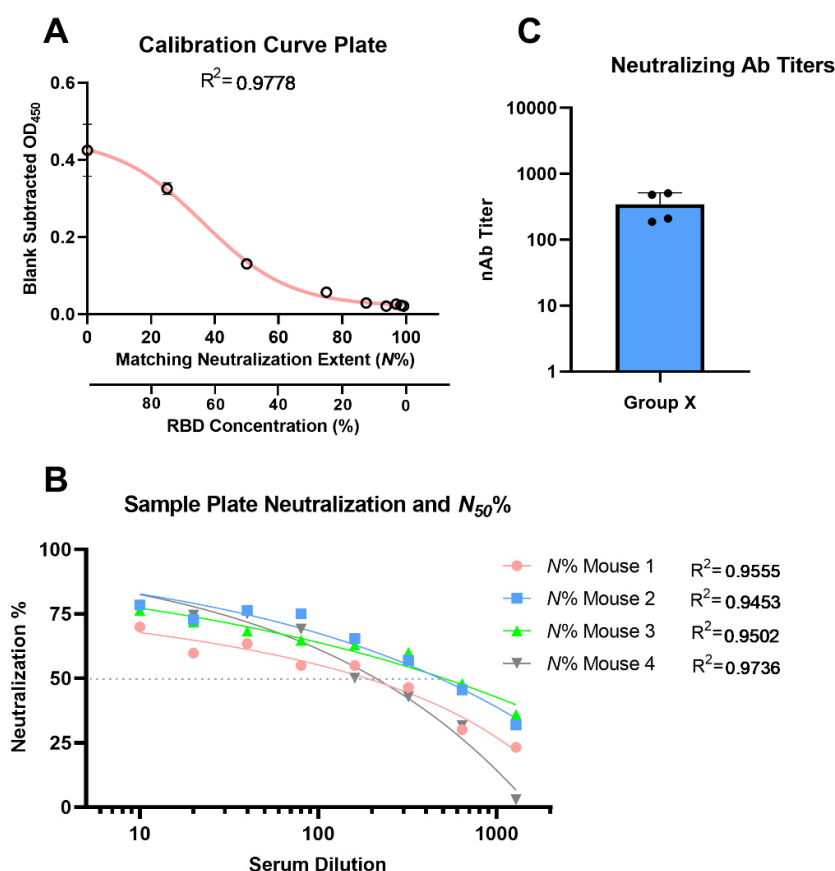 A
Calibration Curve Plate
R²= 0.9778
Blank Subtracted OD₄₅₀
0.6
0.4
0.2
0.0
0 20 40 60 80 100
Matching Neutralization Extent (N%)
80 60 40 20 0
RBD Concentration (%)
C
Neutralizing Ab Titers
nAb Titer
10000
1000
100
10
1
Group X
B
Sample Plate Neutralization and N₅₀%
Neutralization %
100
75
50
25
0
10 100 1000
Serum Dilution
N% Mouse 1 R²= 0.9555
N% Mouse 2 R²= 0.9453
N% Mouse 3 R²= 0.9502
N% Mouse 4 R²= 0.9736